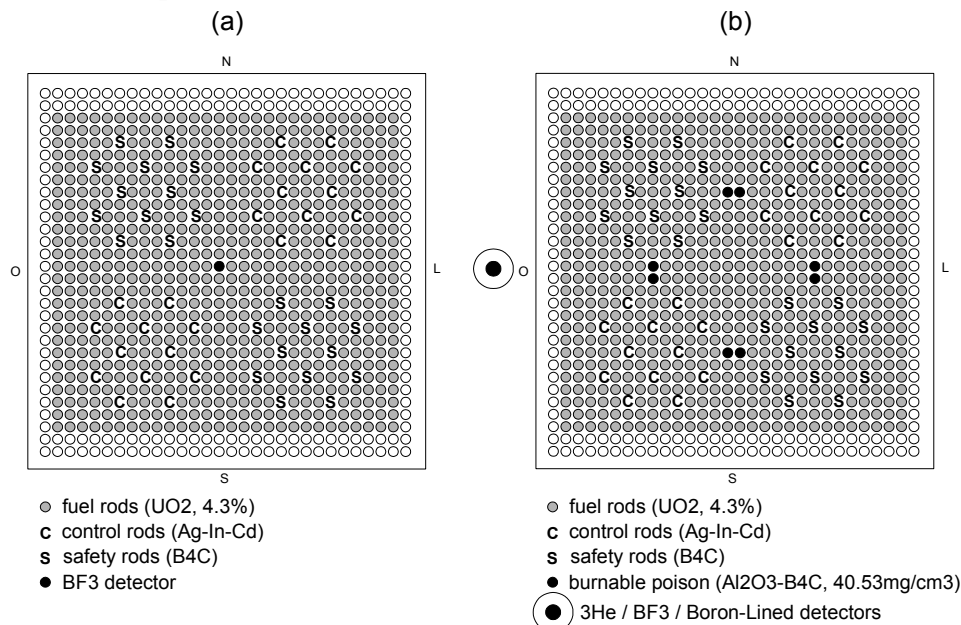 (a)
N
S S C C
S S S C C C
S S C C
S S S C C C
S S C C
O L
C C S S
C C C S S S
C C S S
C C C S S S
C C S S
S
fuel rods (UO2, 4.3%)
C control rods (Ag-In-Cd)
S safety rods (B4C)
BF3 detector
(b)
N
S S C C
S S S C C C
S S C C
S S S C C C
S S C C
O L
C C S S
C C C S S S
C C S S
C C C S S S
C C S S
S
fuel rods (UO2, 4.3%)
C control rods (Ag-In-Cd)
S safety rods (B4C)
burnable poison (Al2O3-B4C, 40.53mg/cm3)
3He / BF3 / Boron-Lined detectors